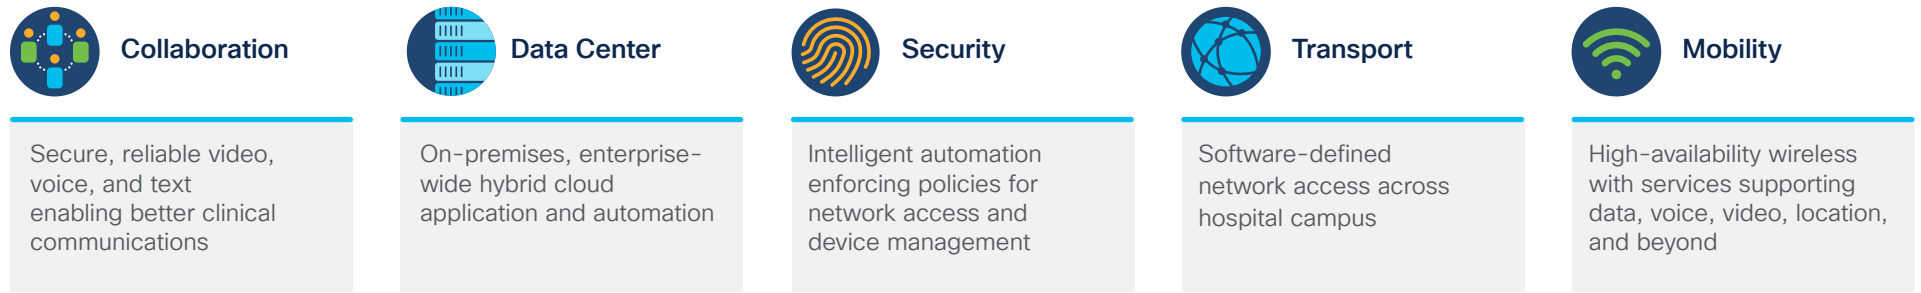 Collaboration
Secure, reliable video,
voice, and text
enabling better clinical
communications
Data Center
On-premises, enterprise-
wide hybrid cloud
application and automation
Security
Intelligent automation
enforcing policies for
network access and
device management
Transport
Software-defined
network access across
hospital campus
Mobility
High-availability wireless
with services supporting
data, voice, video, location,
and beyond